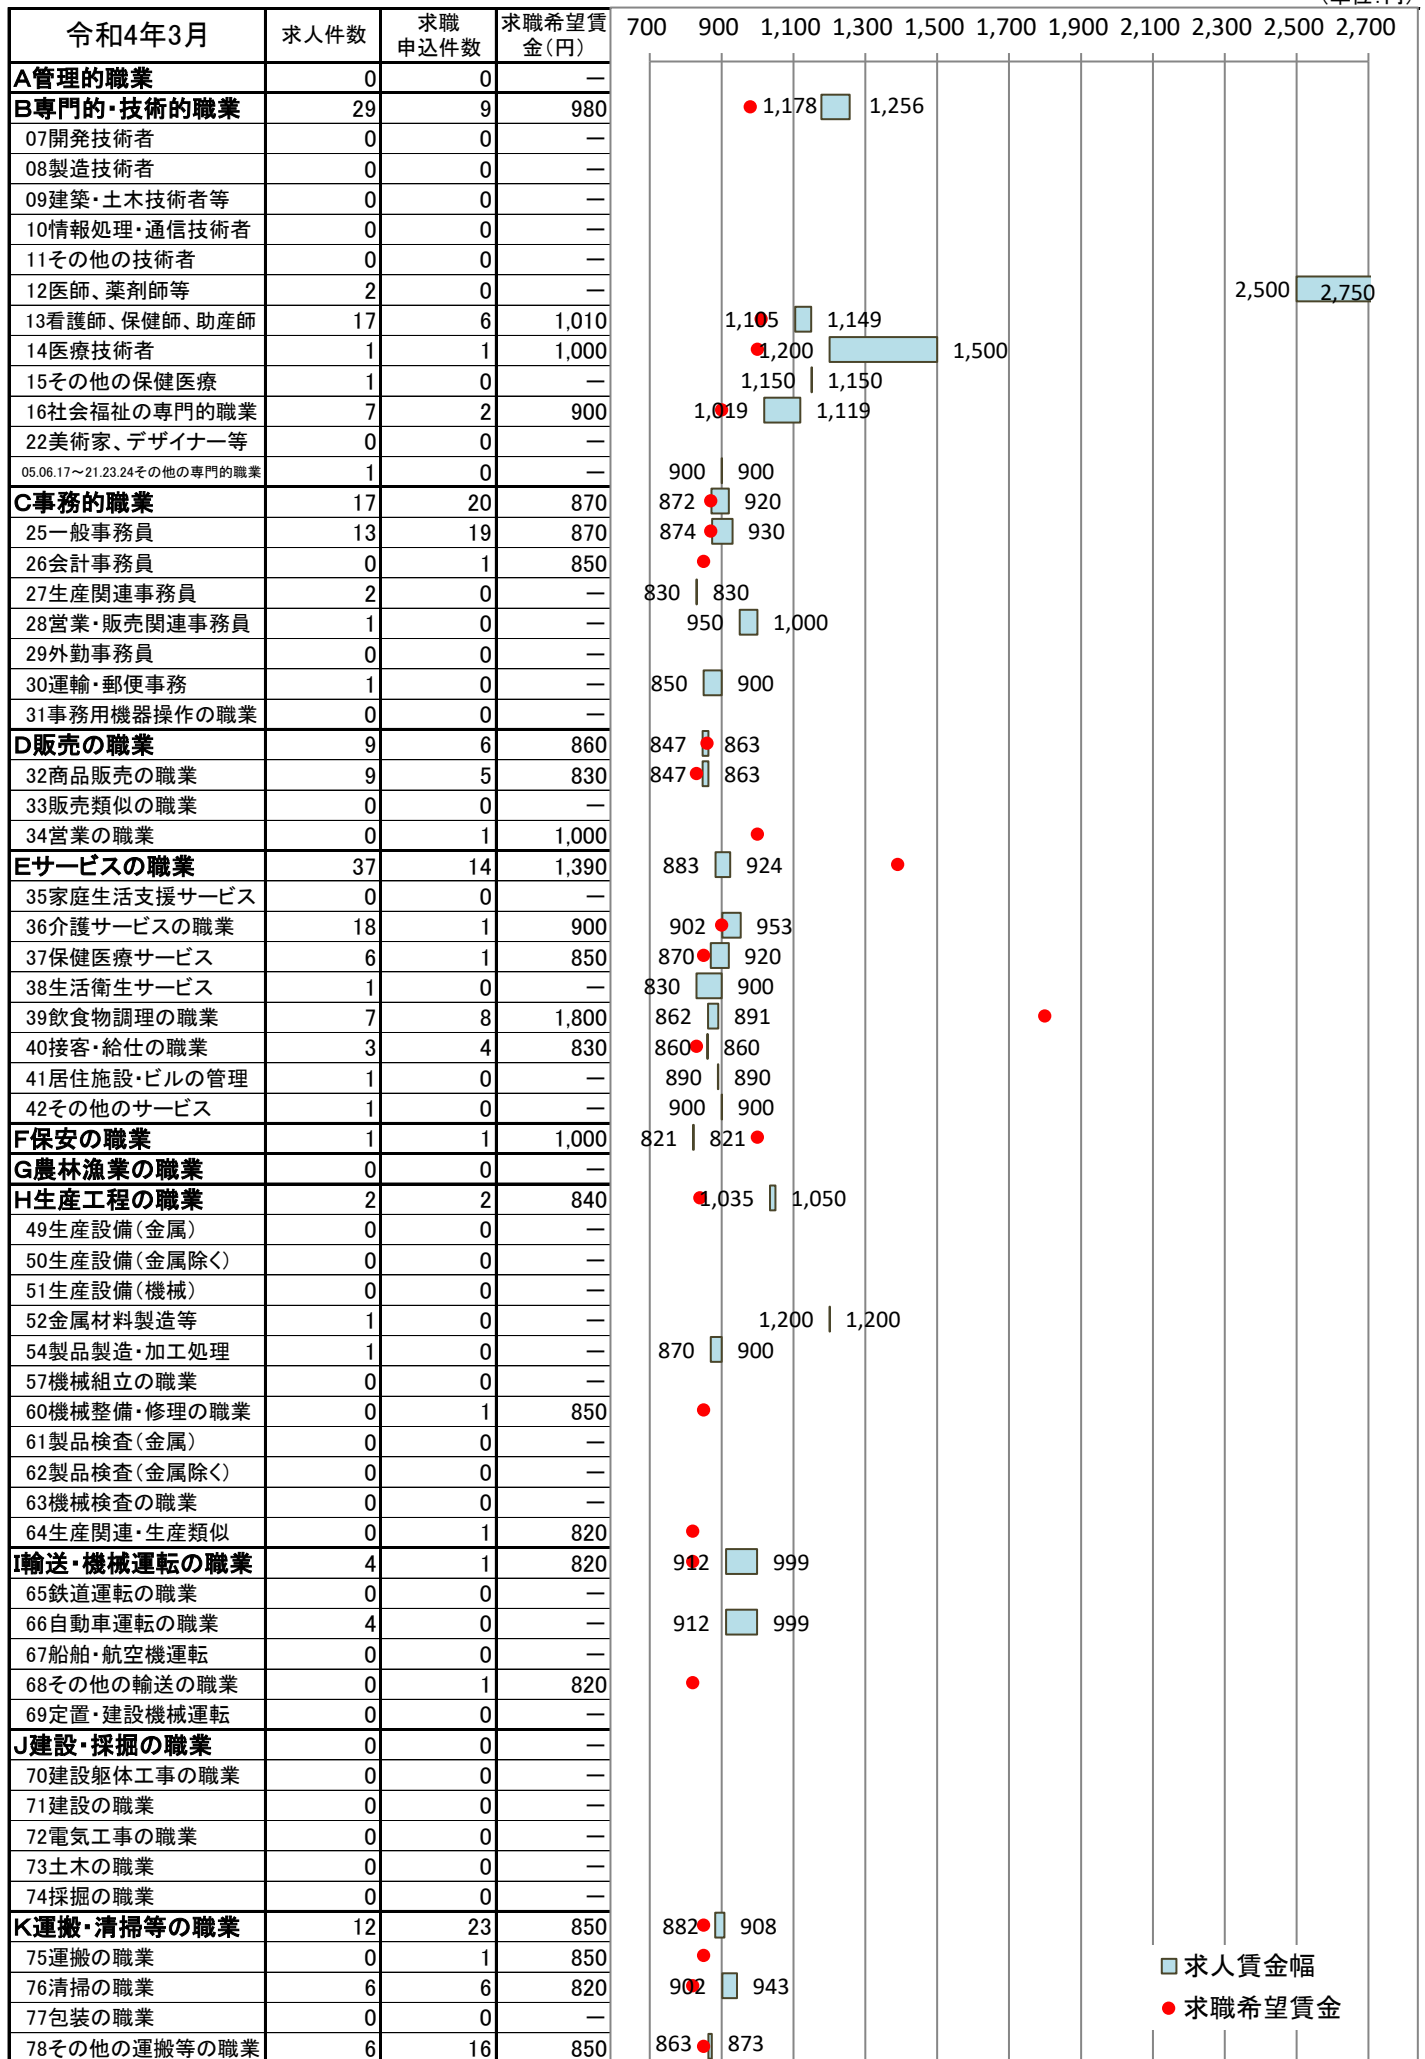 令和4年3月 求人件数 求職申込件数 求職希望賃金(円) 700 900 1,100 1,300 1,500 1,700 1,900 2,100 2,300 2,500 2,700
A管理的職業 0 0 ―
B専門的・技術的職業 29 9 980 1,178 1,256
07開発技術者 0 0 ―
08製造技術者 0 0 ―
09建築・土木技術者等 0 0 ―
10情報処理・通信技術者 0 0 ―
11その他の技術者 0 0 ―
12医師、薬剤師等 2 0 ― 2,500 2,750
13看護師、保健師、助産師 17 6 1,010 1,105 1,149
14医療技術者 1 1 1,000 1,200 1,500
15その他の保健医療 1 0 ― 1,150 1,150
16社会福祉の専門的職業 7 2 900 1,019 1,119
22美術家、デザイナー等 0 0 ―
05.06.17～21.23.24その他の専門的職業 1 0 ― 900 900
C事務的職業 17 20 870 872 920
25一般事務員 13 19 870 874 930
26会計事務員 0 1 850
27生産関連事務員 2 0 ― 830 830
28営業・販売関連事務員 1 0 ― 950 1,000
29外勤事務員 0 0 ―
30運輸・郵便事務 1 0 ― 850 900
31事務用機器操作の職業 0 0 ―
D販売の職業 9 6 860 847 863
32商品販売の職業 9 5 830 847 863
33販売類似の職業 0 0 ―
34営業の職業 0 1 1,000
Eサービスの職業 37 14 1,390 883 924
35家庭生活支援サービス 0 0 ―
36介護サービスの職業 18 1 900 902 953
37保健医療サービス 6 1 850 870 920
38生活衛生サービス 1 0 ― 830 900
39飲食物調理の職業 7 8 1,800 862 891
40接客・給仕の職業 3 4 830 860 860
41居住施設・ビルの管理 1 0 ― 890 890
42その他のサービス 1 0 ― 900 900
F保安の職業 1 1 1,000 821 821
G農林漁業の職業 0 0 ―
H生産工程の職業 2 2 840 1,035 1,050
49生産設備(金属) 0 0 ―
50生産設備(金属除く) 0 0 ―
51生産設備(機械) 0 0 ―
52金属材料製造等 1 0 ― 1,200 1,200
54製品製造・加工処理 1 0 ― 870 900
57機械組立の職業 0 0 ―
60機械整備・修理の職業 0 1 850
61製品検査(金属) 0 0 ―
62製品検査(金属除く) 0 0 ―
63機械検査の職業 0 0 ―
64生産関連・生産類似 0 1 820
I輸送・機械運転の職業 4 1 820 912 999
65鉄道運転の職業 0 0 ―
66自動車運転の職業 4 0 ― 912 999
67船舶・航空機運転 0 0 ―
68その他の輸送の職業 0 1 820
69定置・建設機械運転 0 0 ―
J建設・採掘の職業 0 0 ―
70建設躯体工事の職業 0 0 ―
71建設の職業 0 0 ―
72電気工事の職業 0 0 ―
73土木の職業 0 0 ―
74採掘の職業 0 0 ―
K運搬・清掃等の職業 12 23 850 882 908
75運搬の職業 0 1 850
76清掃の職業 6 6 820 902 943
77包装の職業 0 0 ―
78その他の運搬等の職業 6 16 850 863 873
求人賃金幅
求職希望賃金